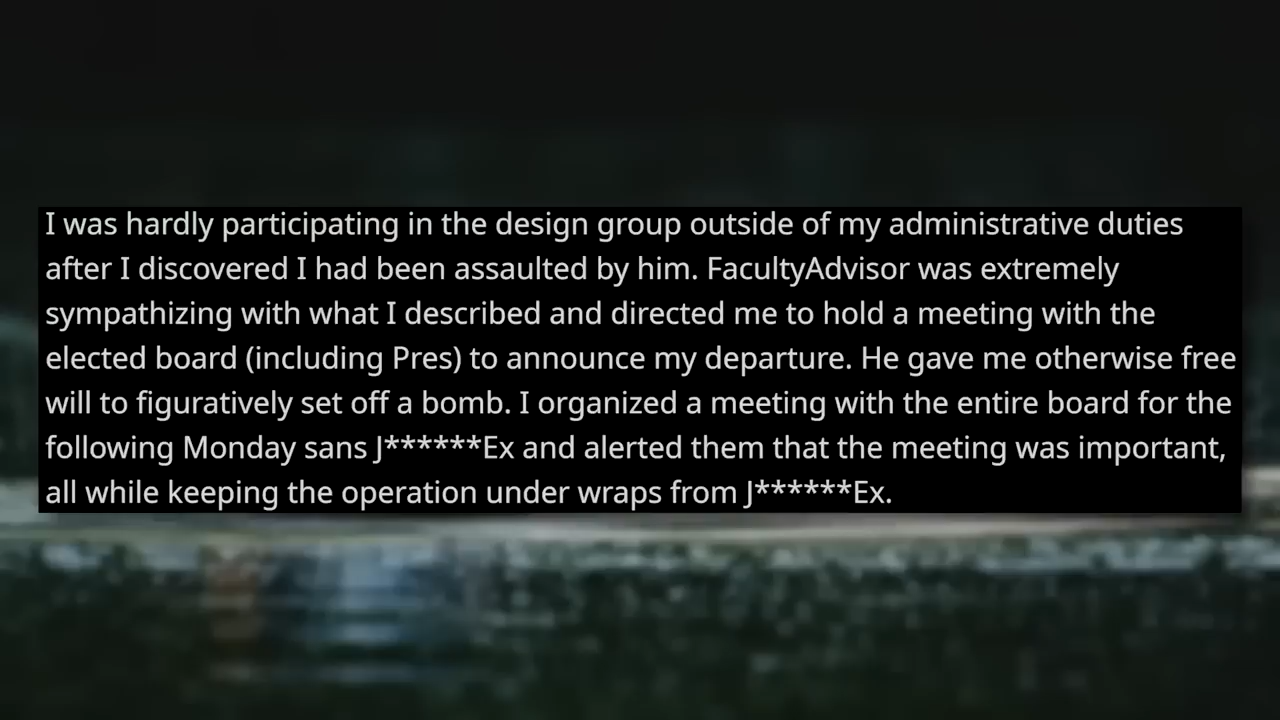 I was hardly participating in the design group outside of my administrative duties
after I discovered I had been assaulted by him. FacultyAdvisor was extremely
sympathizing with what I described and directed me to hold a meeting with the
elected board (including Pres) to announce my departure. He gave me otherwise free
will to figuratively set off a bomb. I organized a meeting with the entire board for the
following Monday sans J******Ex and alerted them that the meeting was important,
all while keeping the operation under wraps from J******Ex.